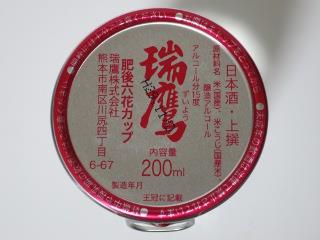 日本酒・上撰
原材料名 米(国産)、米こうじ(国産米)、
醸造アルコール
アルコール分15度
瑞鷹
ずいよう
肥後六花カップ
瑞鷹株式会社
熊本市南区川尻四丁目
6-67
内容量
200ml
製造年月
王冠に記載